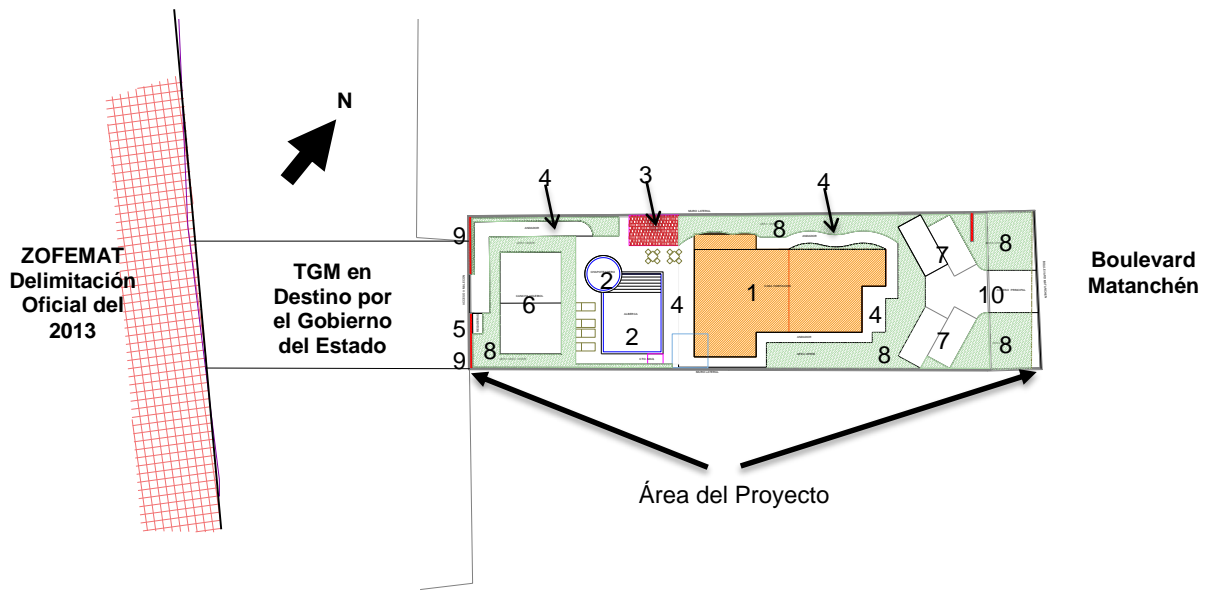 N
4
3
4
9
8
7
8
ZOFEMAT
Delimitación
Oficial del
2013
TGM en
Destino por
el Gobierno
del Estado
Boulevard
Matanchén
2
6
4
1
10
4
5
2
7
8
8
8
9
Área del Proyecto